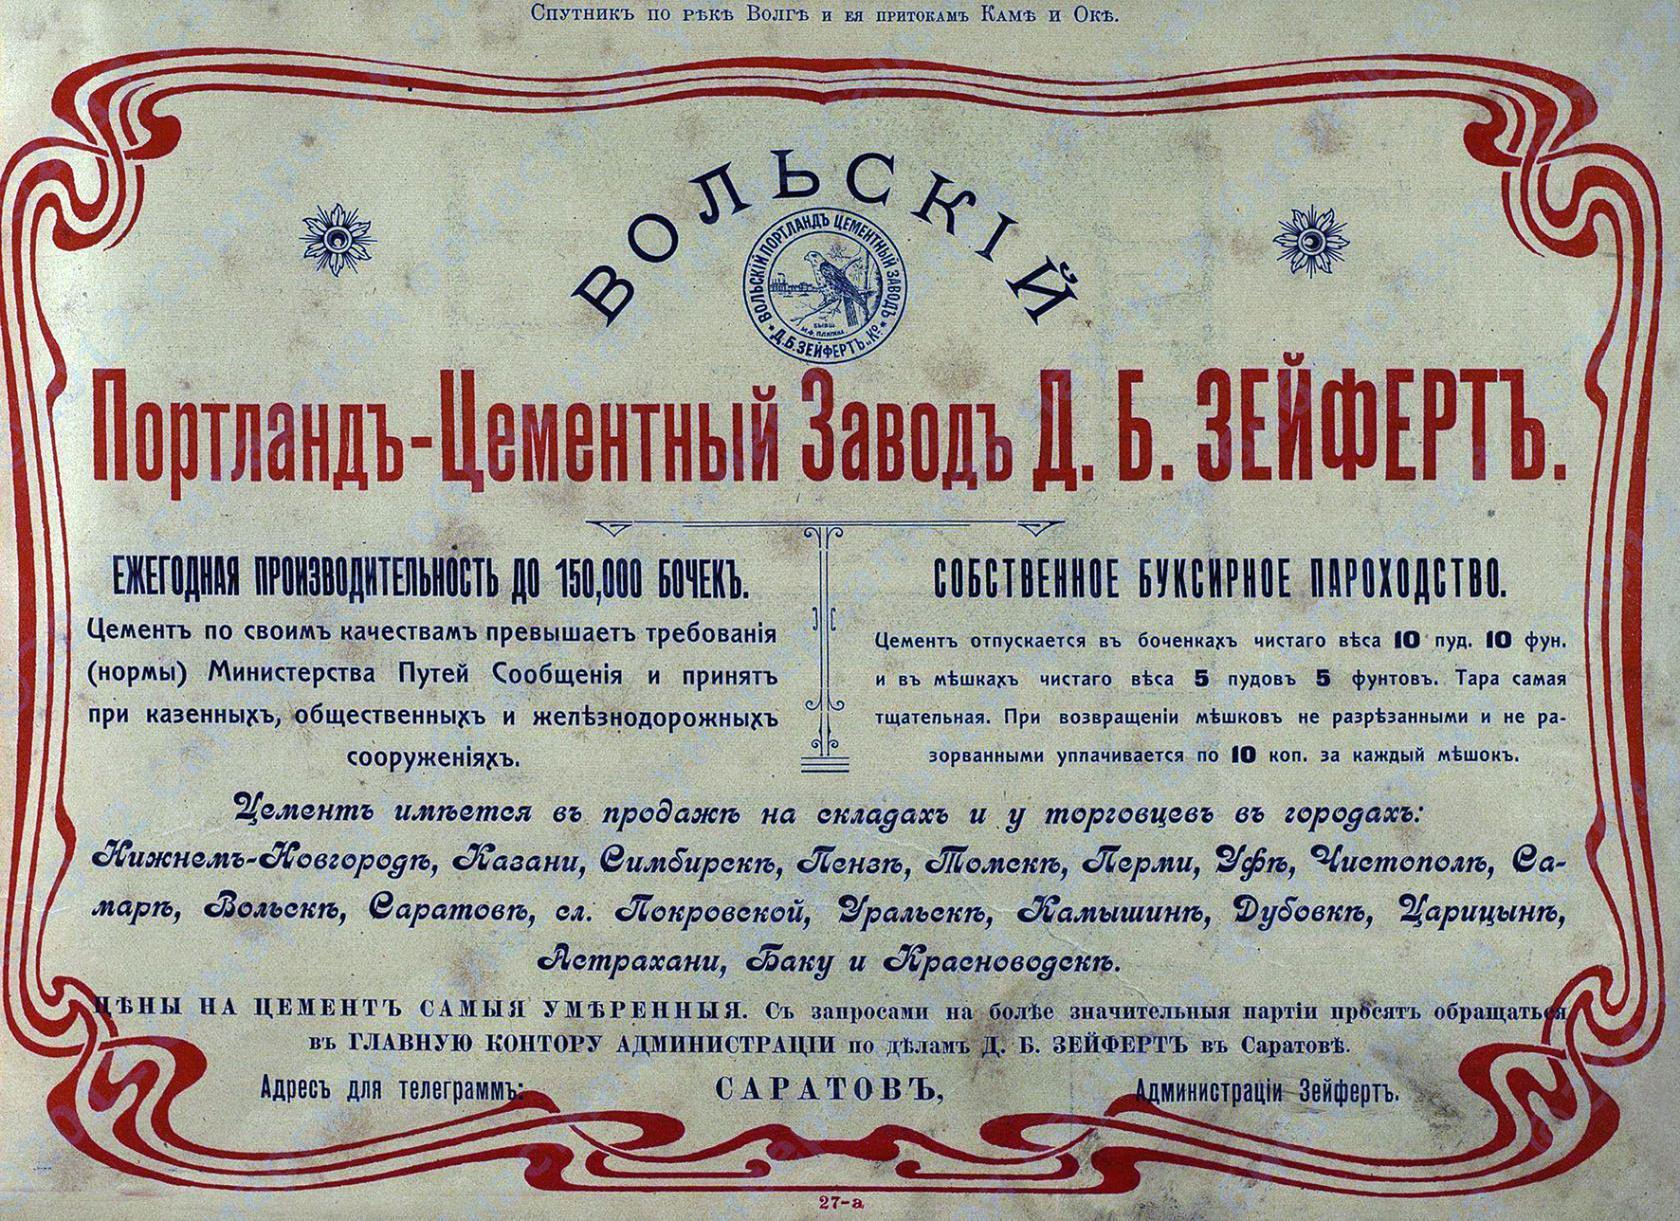 Спутникъ по рѣкѣ Волгѣ и ея притокамъ Камѣ и Окѣ.
ВОЛЬСКІЙ
ВОЛЬСКІЙ ПОРТЛАНДЪ ЦЕМЕНТНЫЙ ЗАВОДЪ
БЫВШ.
Д.Б.ЗЕЙФЕРТЪ и Ко.
Портландъ-Цементный Заводъ Д. Б. ЗЕЙФЕРТЪ.
ЕЖЕГОДНАЯ ПРОИЗВОДИТЕЛЬНОСТЬ ДО 150,000 БОЧЕКЪ.
Цементъ по своимъ качествамъ превышаетъ требованія
(нормы) Министерства Путей Сообщенія и принятъ
при казенныхъ, общественныхъ и желѣзнодорожныхъ
сооруженіяхъ.
СОБСТВЕННОЕ БУКСИРНОЕ ПАРОХОДСТВО.
Цементъ отпускается въ боченкахъ чистаго вѣса 10 пуд. 10 фун.
и въ мѣшкахъ чистаго вѣса 5 пудовъ 5 фунтовъ. Тара самая
тщательная. При возвращеніи мѣшковъ не разрѣзанными и не ра-
зорванными уплачивается по 10 коп. за каждый мѣшокъ.
Цементъ имѣется въ продажѣ на складахъ и у торговцевъ въ городахъ:
Нижнемъ-Новгородѣ, Казани, Симбирскѣ, Пензѣ, Томскѣ, Перми, Уфѣ, Чистополѣ, Са-
марѣ, Вольскѣ, Саратовѣ, сл. Покровской, Уральскѣ, Камышинѣ, Дубовкѣ, Царицынѣ,
Астрахани, Баку и Красноводскѣ.
ЦѢНЫ НА ЦЕМЕНТЪ САМЫЯ УМѢРЕННЫЯ. Съ запросами на болѣе значительныя партіи просятъ обращаться
въ ГЛАВНУЮ КОНТОРУ АДМИНИСТРАЦІИ по дѣламъ Д. Б. ЗЕЙФЕРТЪ въ Саратовѣ.
Адресъ для телеграммъ: САРАТОВЪ, Администраціи Зейфертъ.
27-а